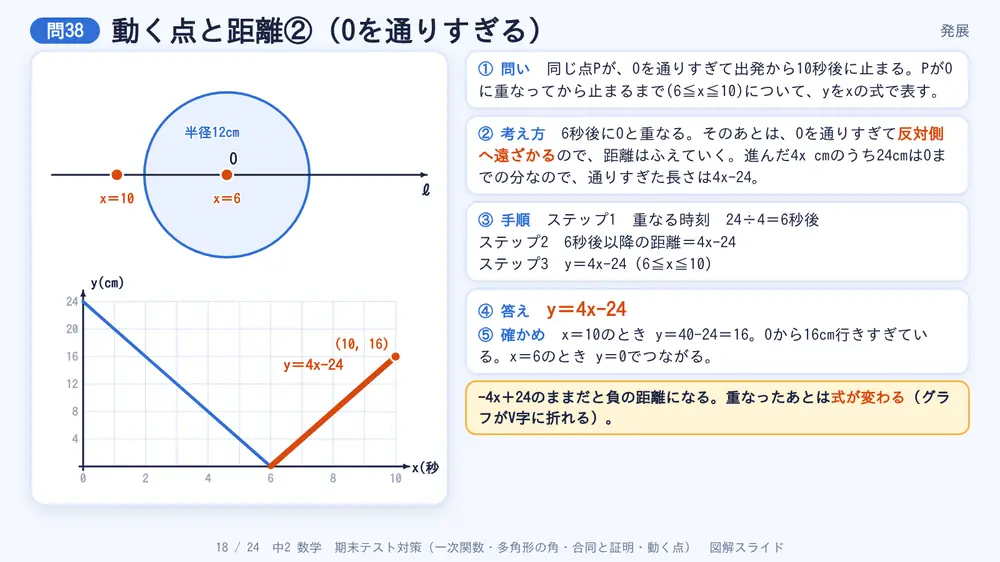 問38 動く点と距離②（Oを通りすぎる）
発展
半径12cm
O
ℓ
x＝10
x＝6
y(cm)
24
20
16
12
8
4
(10, 16)
y＝4x-24
0
2
4
6
8
10
x(秒
① 問い　同じ点Pが、Oを通りすぎて出発から10秒後に止まる。PがO
に重なってから止まるまで(6≦x≦10)について、yをxの式で表す。
② 考え方　6秒後にOと重なる。そのあとは、Oを通りすぎて反対側
へ遠ざかるので、距離はふえていく。進んだ4x cmのうち24cmはOま
での分なので、通りすぎた長さは4x-24。
③ 手順　ステップ1　重なる時刻　24÷4＝6秒後
ステップ2　6秒後以降の距離＝4x-24
ステップ3　y＝4x-24（6≦x≦10）
④ 答え　y＝4x-24
⑤ 確かめ　x＝10のとき y＝40-24＝16。Oから16cm行きすぎてい
る。x＝6のとき y＝0でつながる。
-4x＋24のままだと負の距離になる。重なったあとは式が変わる（グラ
フがV字に折れる）。
18 / 24　中2 数学　期末テスト対策（一次関数・多角形の角・合同と証明・動く点）　図解スライド